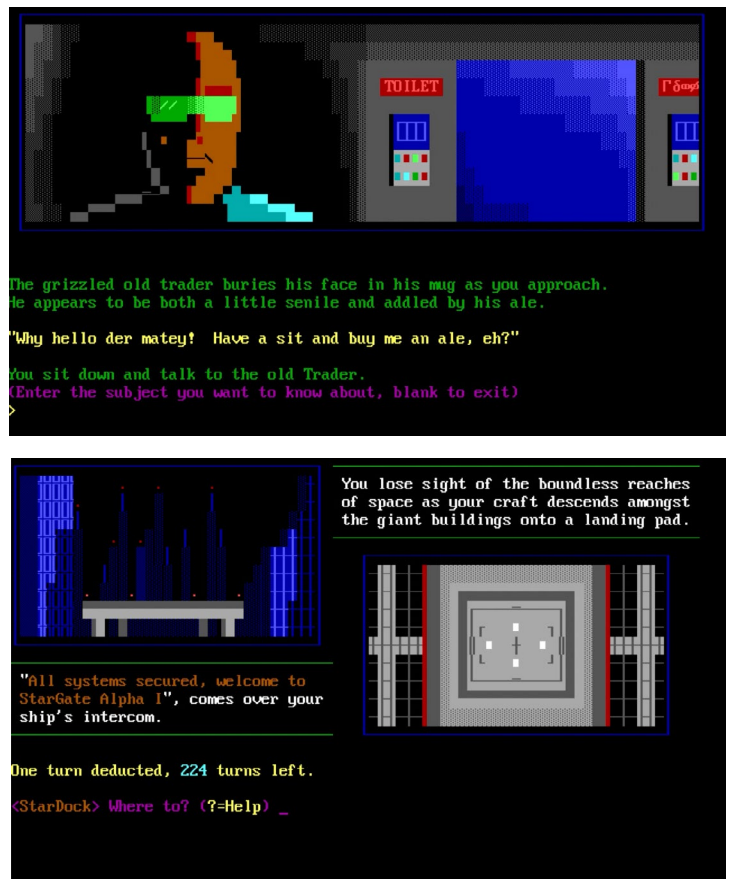 TOILET
Γδ
The grizzled old trader buries his face in his mug as you approach.
He appears to be both a little senile and addled by his ale.
"Why hello der matey!  Have a sit and buy me an ale, eh?"
You sit down and talk to the old Trader.
(Enter the subject you want to know about, blank to exit)
>
You lose sight of the boundless reaches
of space as your craft descends amongst
the giant buildings onto a landing pad.
"All systems secured, welcome to
StarGate Alpha I", comes over your
ship's intercom.
One turn deducted, 224 turns left.
<StarDock> Where to? (?=Help) _